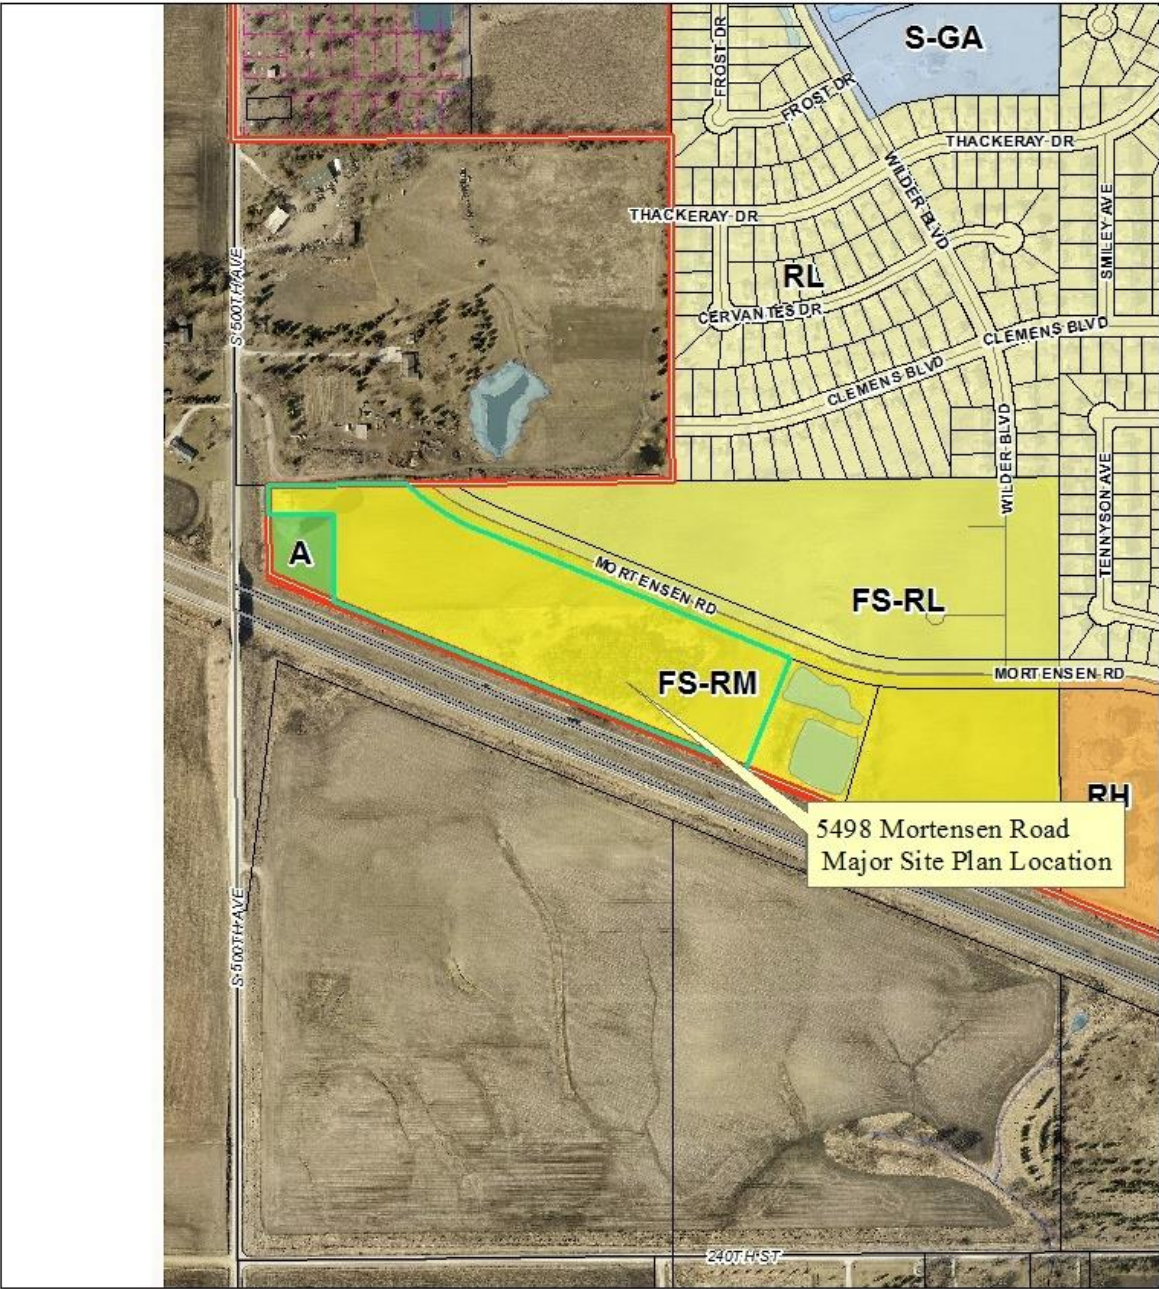 S-GA
FROST DR
FROST DR
THACKERAY DR
WILDER BLVD
SMILEY AVE
THACKERAY DR
S 500TH AVE
RL
CERVANTES DR
CLEMENS BLVD
CLEMENS BLVD
WILDER BLVD
TENNYSON AVE
A
MORTENSEN RD
FS-RL
FS-RM
MORTENSEN RD
RH
5498 Mortensen Road
Major Site Plan Location
S 500TH AVE
240TH ST